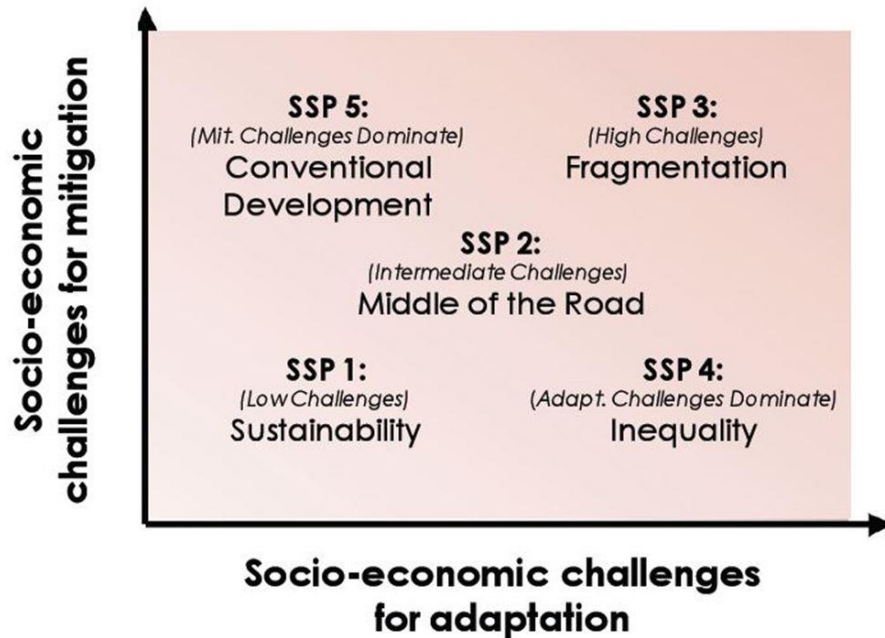 Socio-economic
challenges for mitigation
SSP 5:
(Mit. Challenges Dominate)
Conventional
Development
SSP 3:
(High Challenges)
Fragmentation
SSP 2:
(Intermediate Challenges)
Middle of the Road
SSP 1:
(Low Challenges)
Sustainability
SSP 4:
(Adapt. Challenges Dominate)
Inequality
Socio-economic challenges
for adaptation